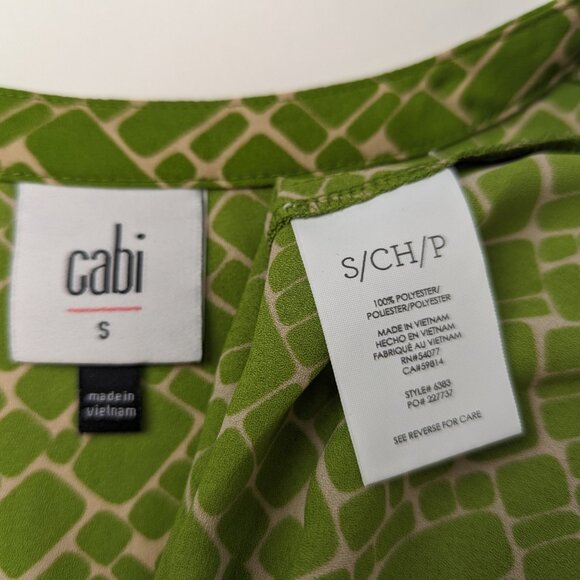 cabi
S
made in
vietnam
S/CH/P
100% POLYESTER/
POLIESTER/POLYESTER
MADE IN VIETNAM
HECHO EN VIETNAM
FABRIQUÉ AU VIETNAM
RN#54077
CA#59814
STYLE# 6383
PO# 227737
SEE REVERSE FOR CARE